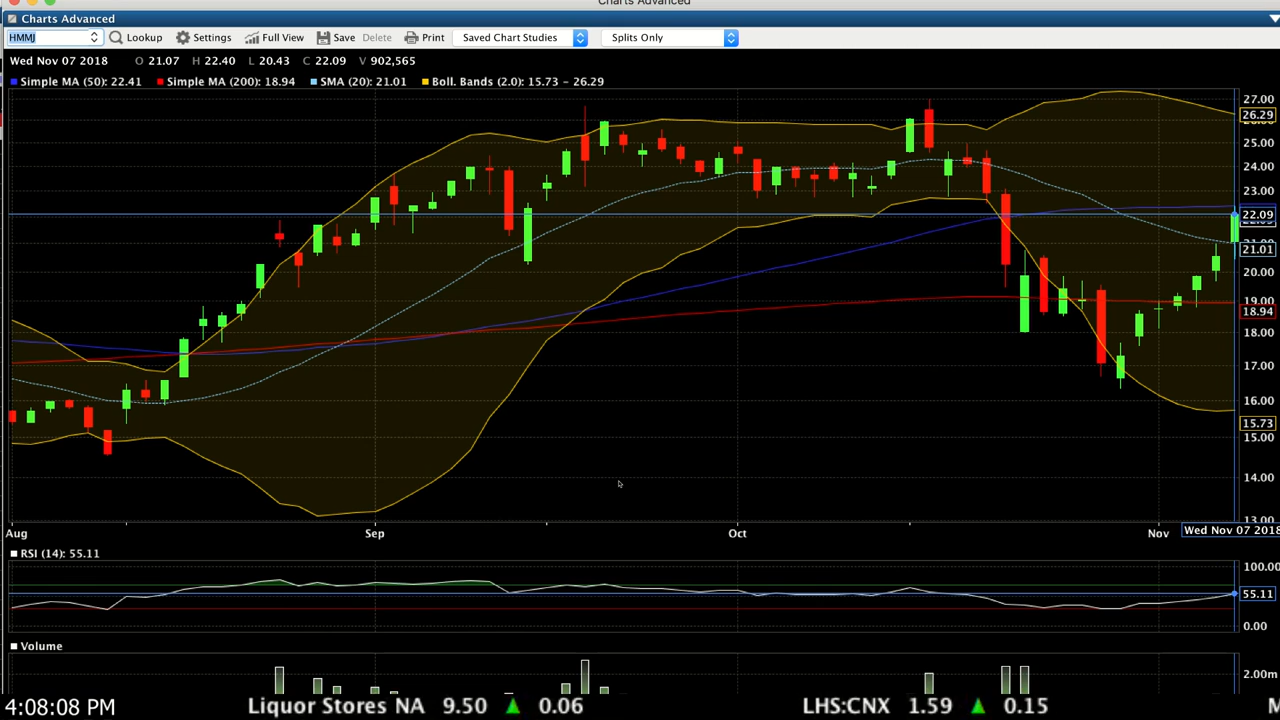 Charts Advanced
Charts Advanced
HMMJ Lookup Settings Full View Save Delete Print Saved Chart Studies Splits Only
Wed Nov 07 2018 O 21.07 H 22.40 L 20.43 C 22.09 V 902,565
Simple MA (50): 22.41 Simple MA (200): 18.94 SMA (20): 21.01 Boll. Bands (2.0): 15.73 - 26.29
27.00
26.29
25.00
24.00
23.00
22.09
21.01
20.00
19.00
18.94
18.00
17.00
16.00
15.73
15.00
14.00
13.00
Aug Sep Oct Nov Wed Nov 07 2018
RSI (14): 55.11
100.00
55.11
0.00
Volume
2.00m
4:08:08 PM Liquor Stores NA 9.50 ▲ 0.06 LHS:CNX 1.59 ▲ 0.15